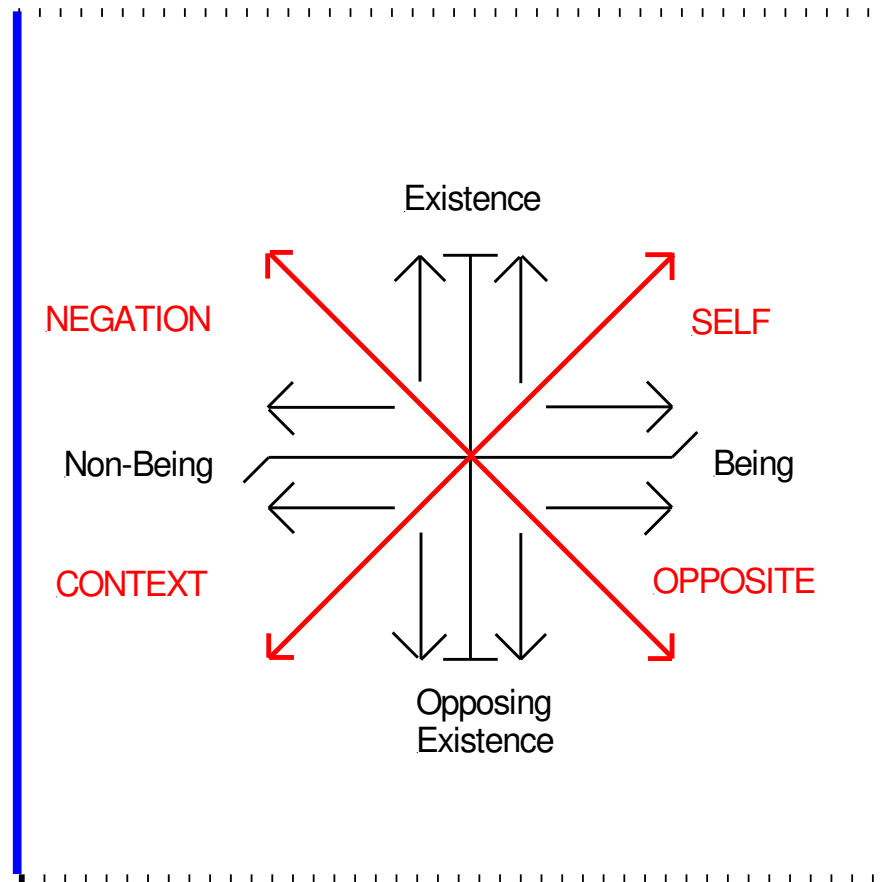 Existence
NEGATION
SELF
Non-Being
Being
CONTEXT
OPPOSITE
Opposing
Existence